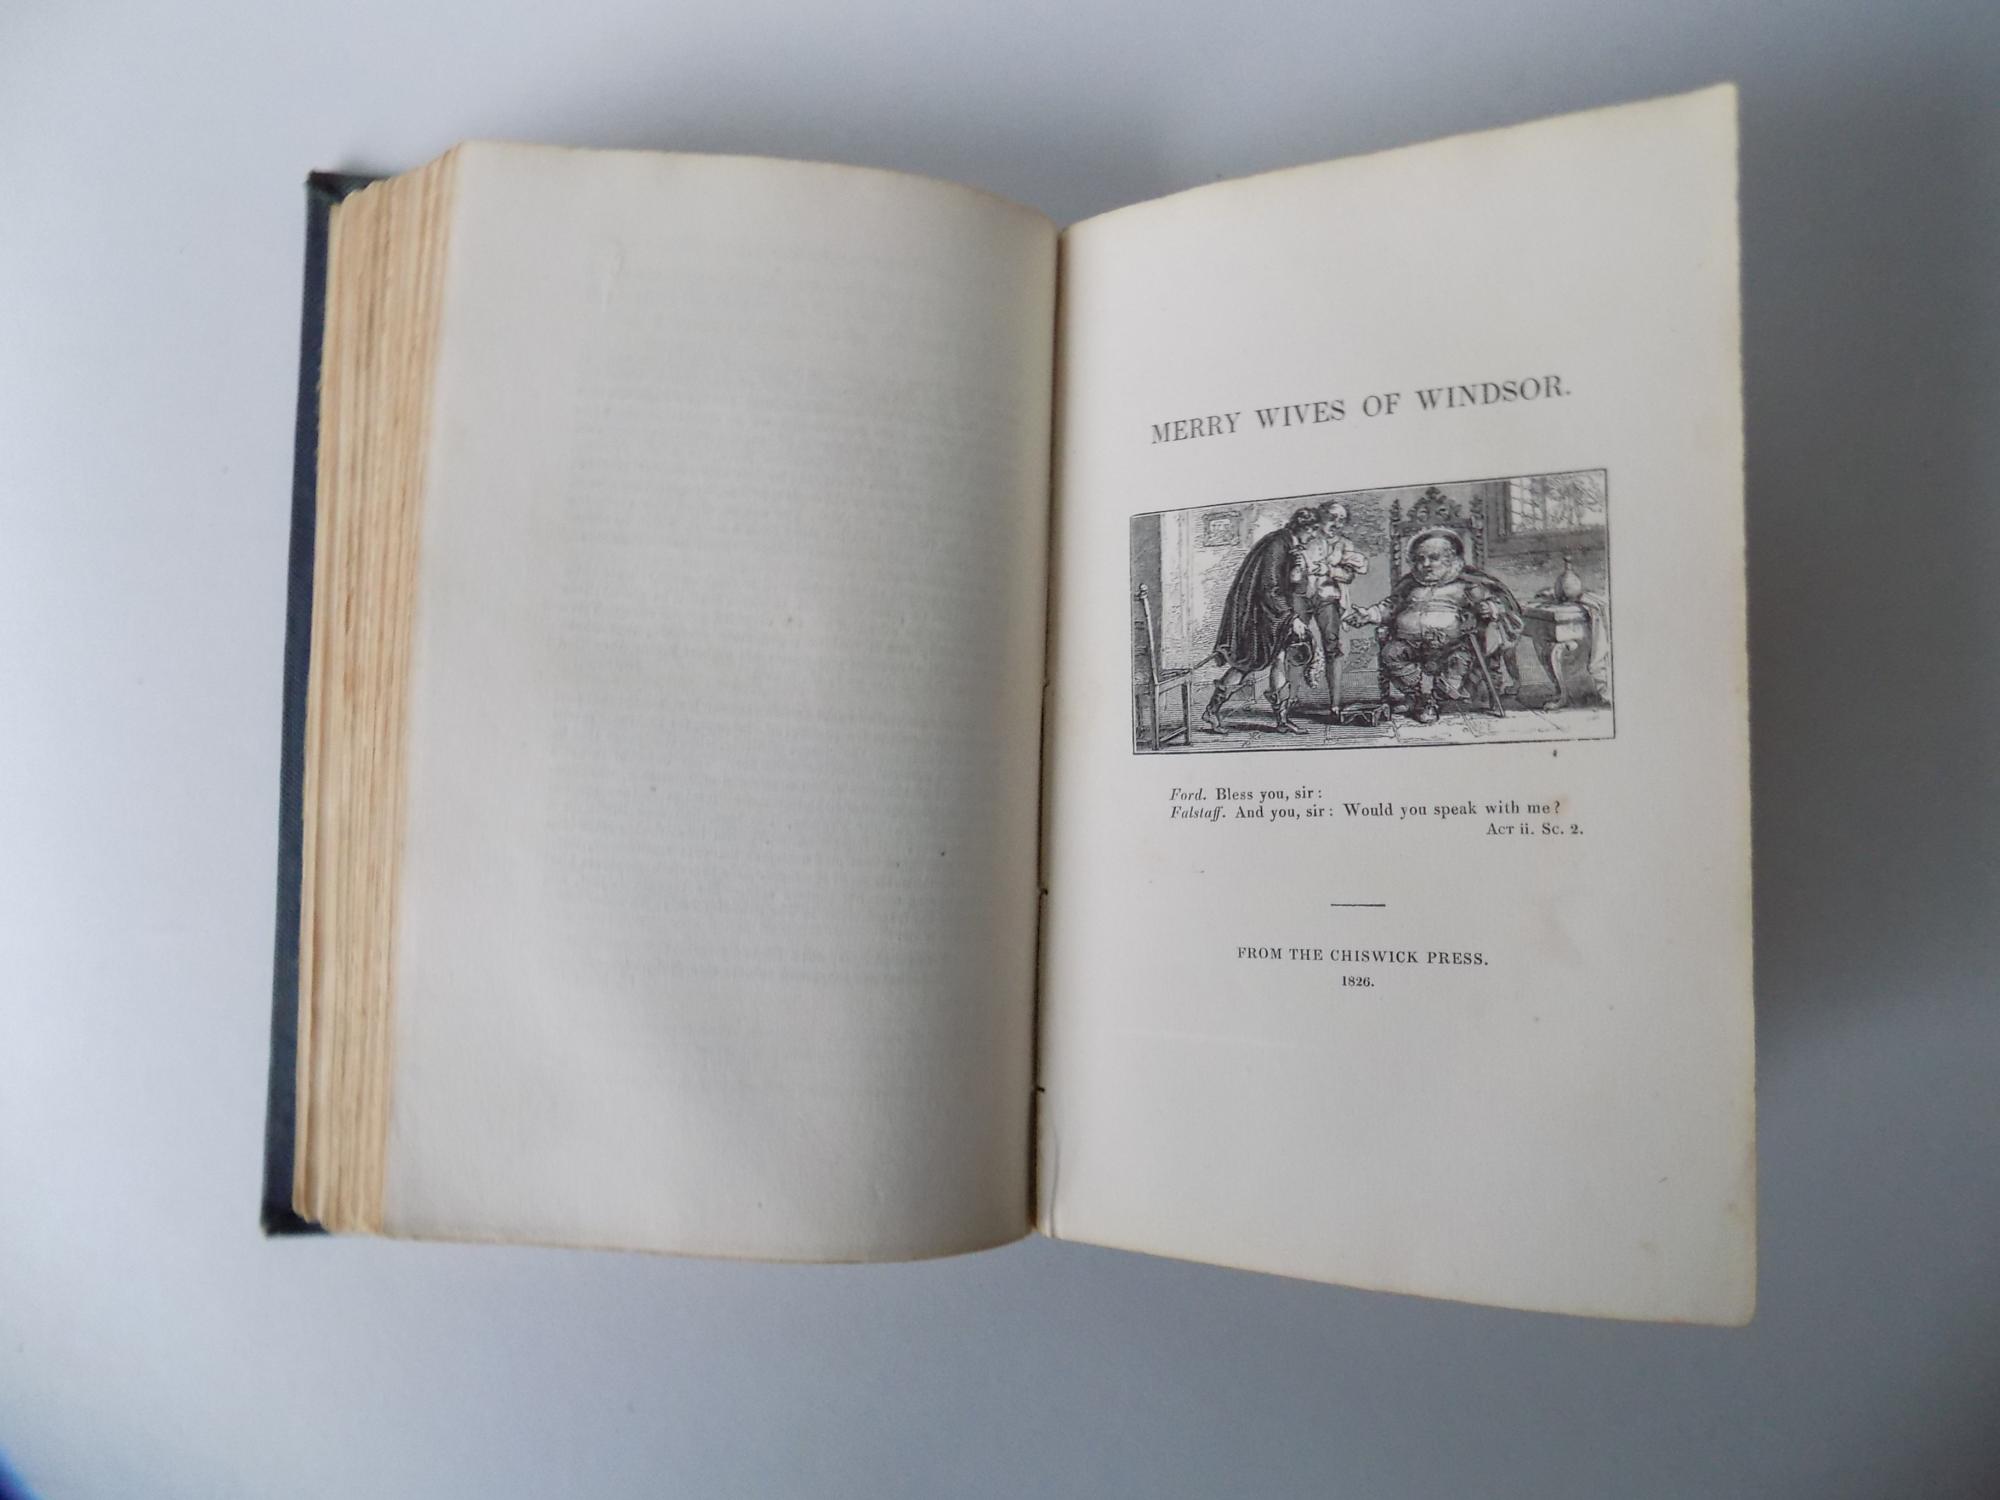 MERRY WIVES OF WINDSOR.
Ford. Bless you, sir :
Falstaff. And you, sir : Would you speak with me?
ACT ii. Sc. 2.
FROM THE CHISWICK PRESS.
1826.